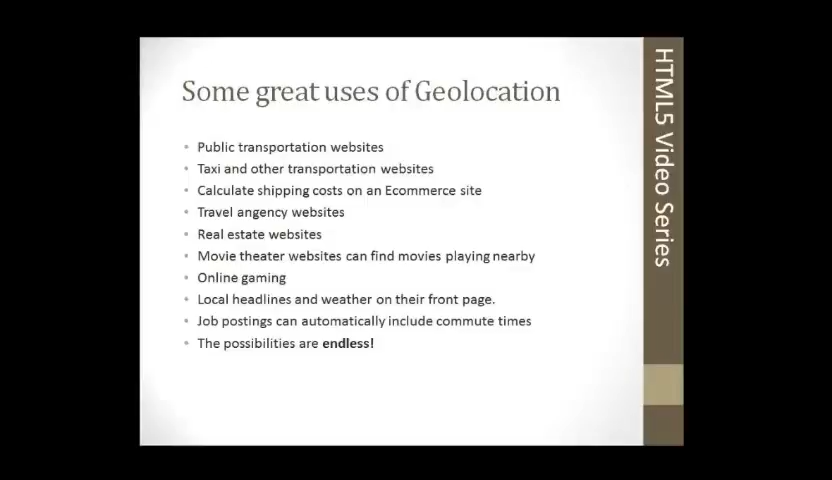 Some great uses of Geolocation
• Public transportation websites
• Taxi and other transportation websites
• Calculate shipping costs on an Ecommerce site
• Travel angency websites
• Real estate websites
• Movie theater websites can find movies playing nearby
• Online gaming
• Local headlines and weather on their front page.
• Job postings can automatically include commute times
• The possibilities are endless!
HTML5 Video Series